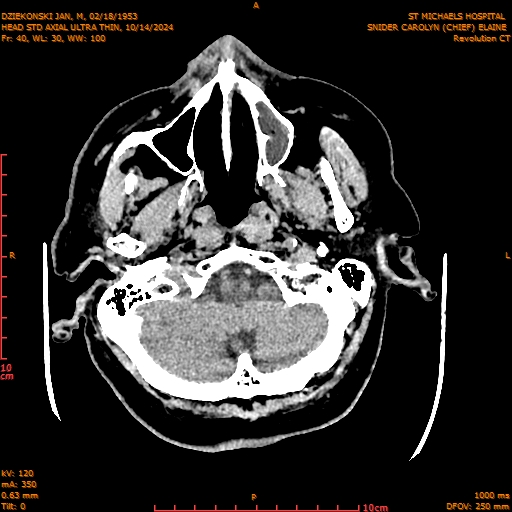 DZIEKONSKI JAN, M, 02/18/1953
HEAD STD AXIAL ULTRA THIN, 10/14/2024
Fr: 40, WL: 30, WW: 100
A
ST MICHAELS HOSPITAL
SNIDER CAROLYN (CHIEF) ELAINE
Revolution CT
R
L
10
cm
kV: 120
mA: 350
0.63 mm
Tilt: 0
P
10cm
1000 ms
DFOV: 250 mm